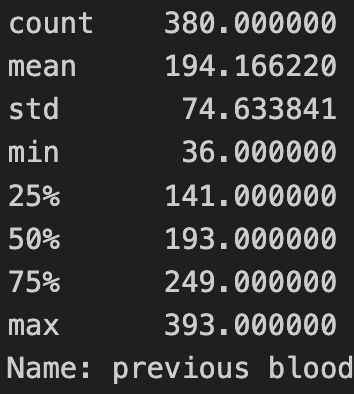 count 380.000000
mean 194.166220
std 74.633841
min 36.000000
25% 141.000000
50% 193.000000
75% 249.000000
max 393.000000
Name: previous blood